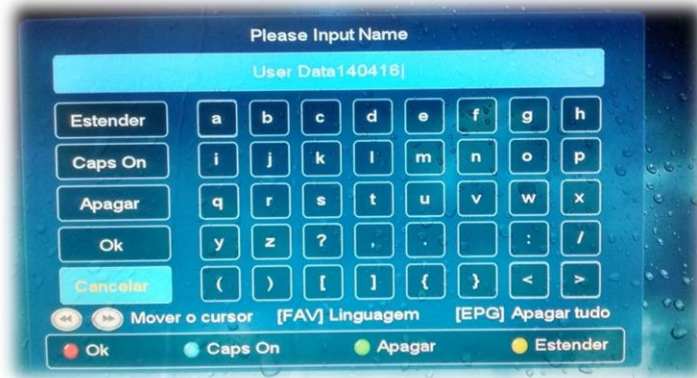 Please Input Name
User Data140416|
Estender a b c d e f g h
Caps On i j k l m n o p
Apagar q r s t u v w x
Ok y z ? , . : /
Cancelar ( ) [ ] { } < >
Mover o cursor [FAV] Linguagem [EPG] Apagar tudo
Ok Caps On Apagar Estender